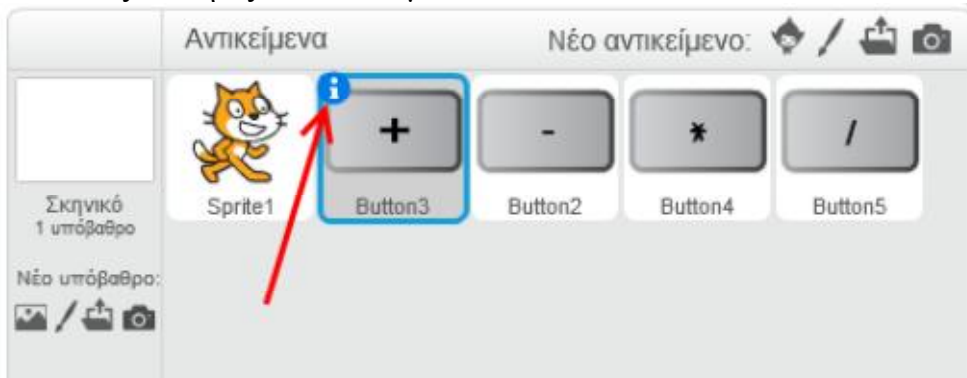 Αντικείμενα Νέο αντικείμενο:
+ - * /
Sprite1 Button3 Button2 Button4 Button5
Σκηνικό
1 υπόβαθρο
Νέο υπόβαθρο: